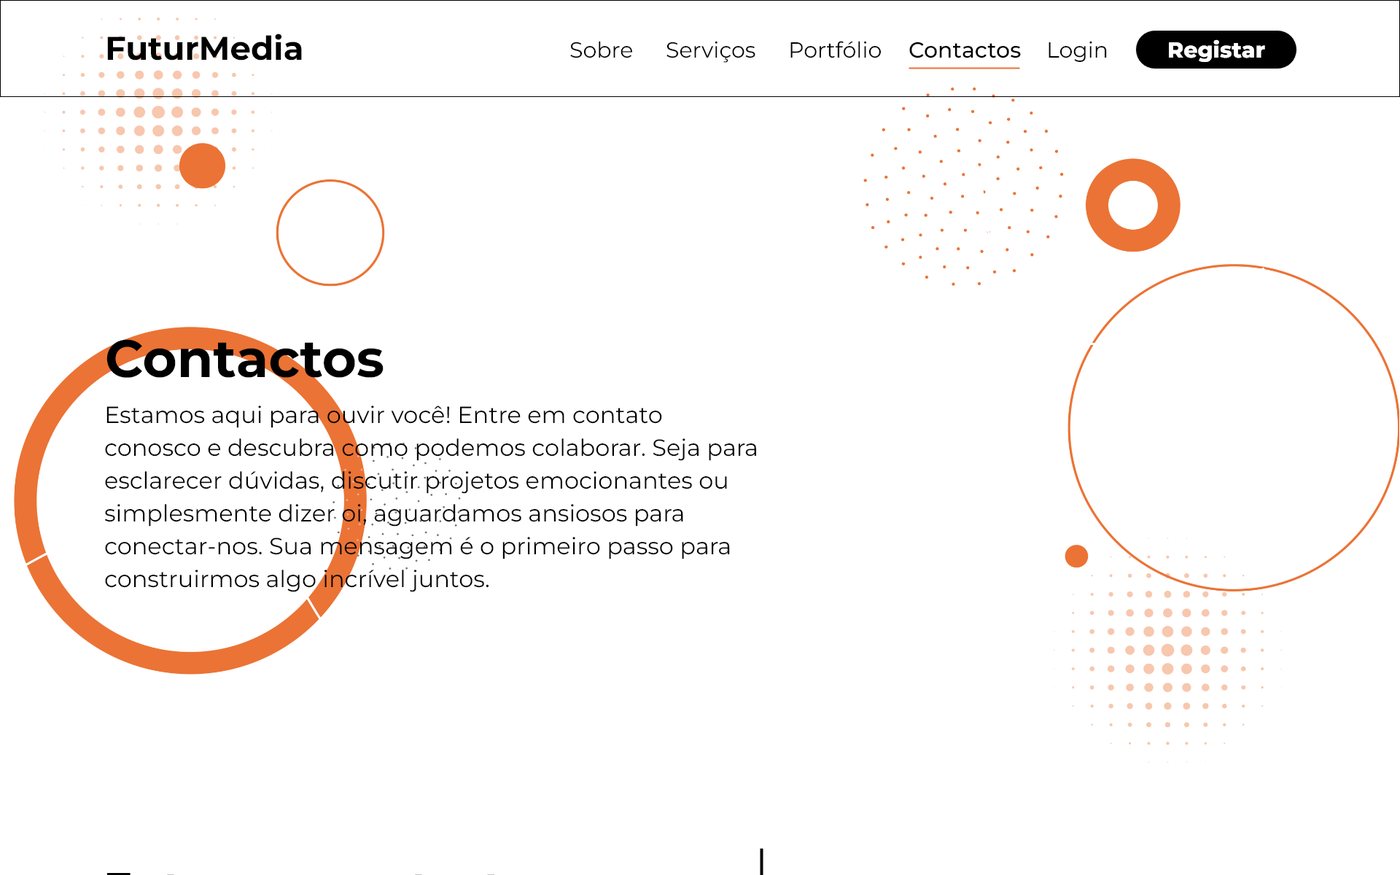 FuturMedia
Sobre Serviços Portfólio Contactos Login Registar
Contactos
Estamos aqui para ouvir você! Entre em contato
conosco e descubra como podemos colaborar. Seja para
esclarecer dúvidas, discutir projetos emocionantes ou
simplesmente dizer oi, aguardamos ansiosos para
conectar-nos. Sua mensagem é o primeiro passo para
construirmos algo incrível juntos.